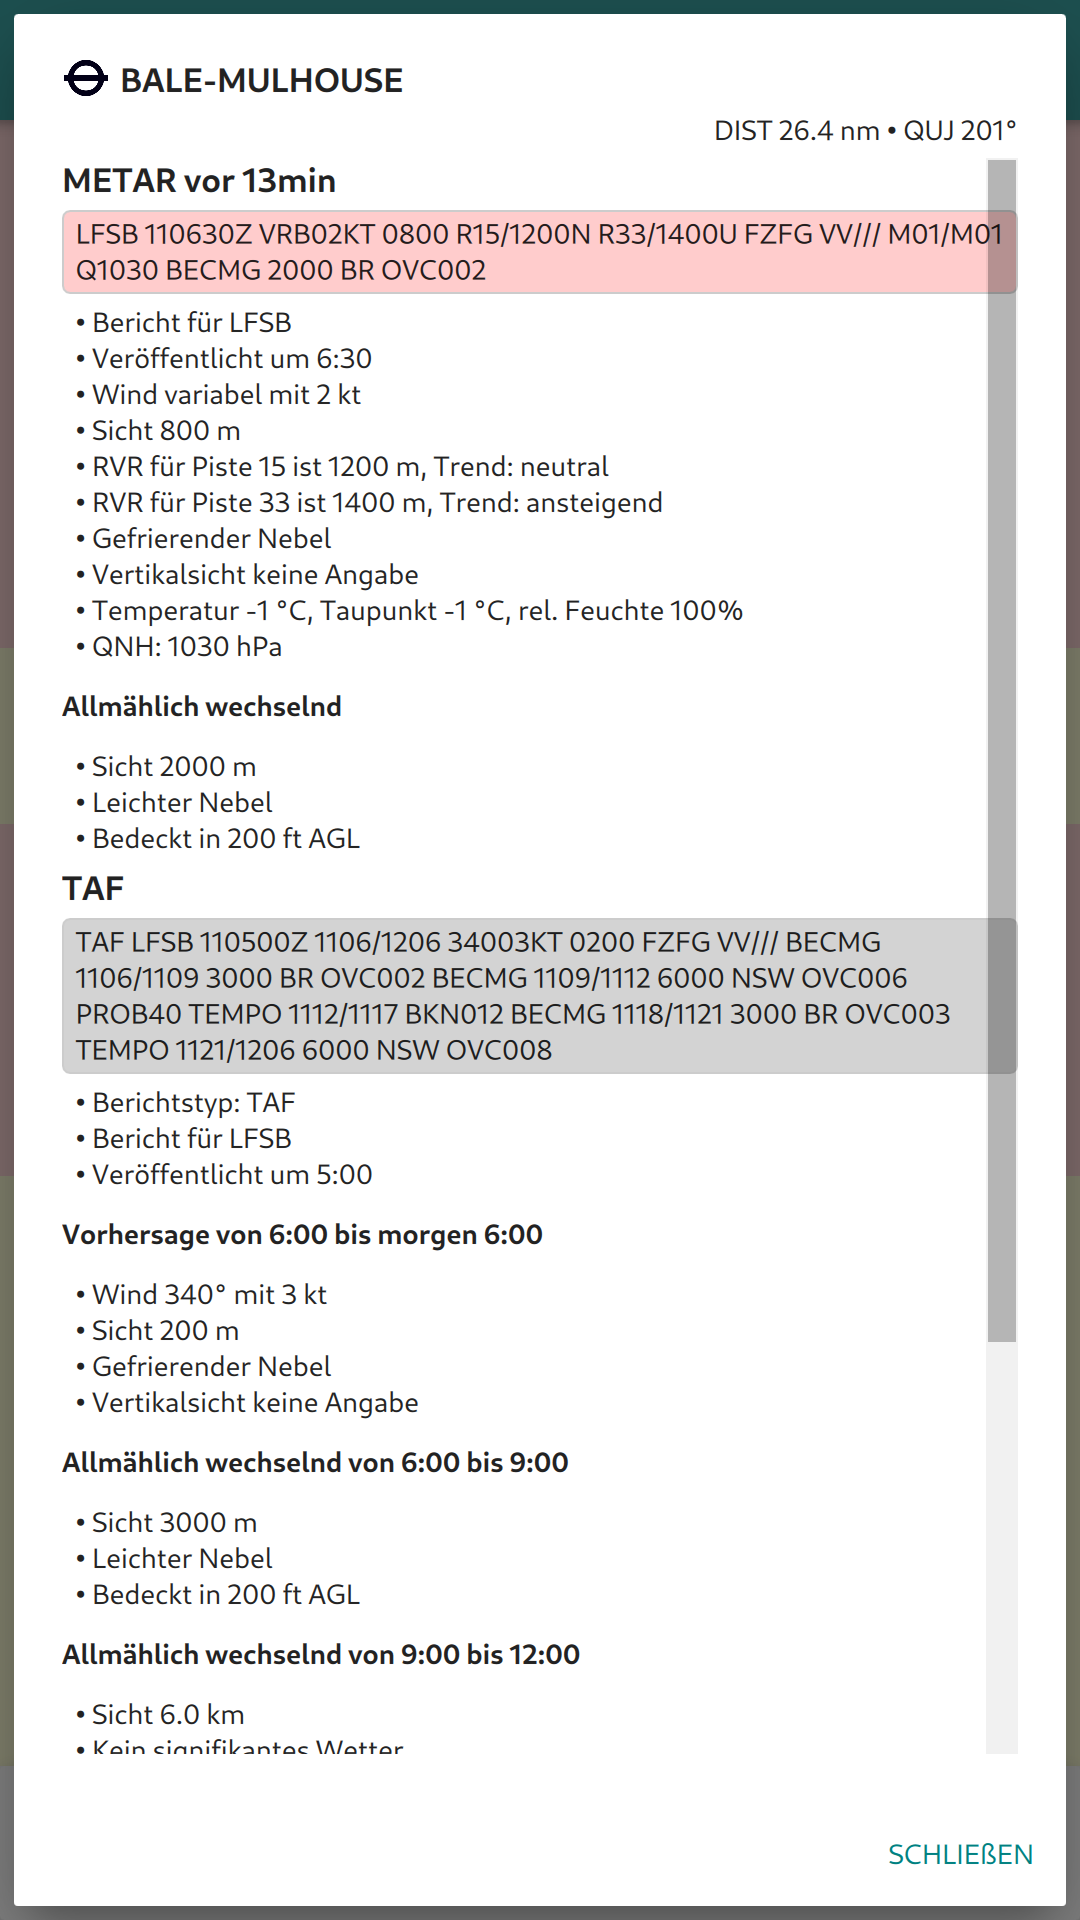 BALE-MULHOUSE
DIST 26.4 nm • QUJ 201°
METAR vor 13min
LFSB 110630Z VRB02KT 0800 R15/1200N R33/1400U FZFG VV/// M01/M01
Q1030 BECMG 2000 BR OVC002
• Bericht für LFSB
• Veröffentlicht um 6:30
• Wind variabel mit 2 kt
• Sicht 800 m
• RVR für Piste 15 ist 1200 m, Trend: neutral
• RVR für Piste 33 ist 1400 m, Trend: ansteigend
• Gefrierender Nebel
• Vertikalsicht keine Angabe
• Temperatur -1 °C, Taupunkt -1 °C, rel. Feuchte 100%
• QNH: 1030 hPa
Allmählich wechselnd
• Sicht 2000 m
• Leichter Nebel
• Bedeckt in 200 ft AGL
TAF
TAF LFSB 110500Z 1106/1206 34003KT 0200 FZFG VV/// BECMG
1106/1109 3000 BR OVC002 BECMG 1109/1112 6000 NSW OVC006
PROB40 TEMPO 1112/1117 BKN012 BECMG 1118/1121 3000 BR OVC003
TEMPO 1121/1206 6000 NSW OVC008
• Berichtstyp: TAF
• Bericht für LFSB
• Veröffentlicht um 5:00
Vorhersage von 6:00 bis morgen 6:00
• Wind 340° mit 3 kt
• Sicht 200 m
• Gefrierender Nebel
• Vertikalsicht keine Angabe
Allmählich wechselnd von 6:00 bis 9:00
• Sicht 3000 m
• Leichter Nebel
• Bedeckt in 200 ft AGL
Allmählich wechselnd von 9:00 bis 12:00
• Sicht 6.0 km
• Kein signifikantes Wetter
SCHLIEẞEN